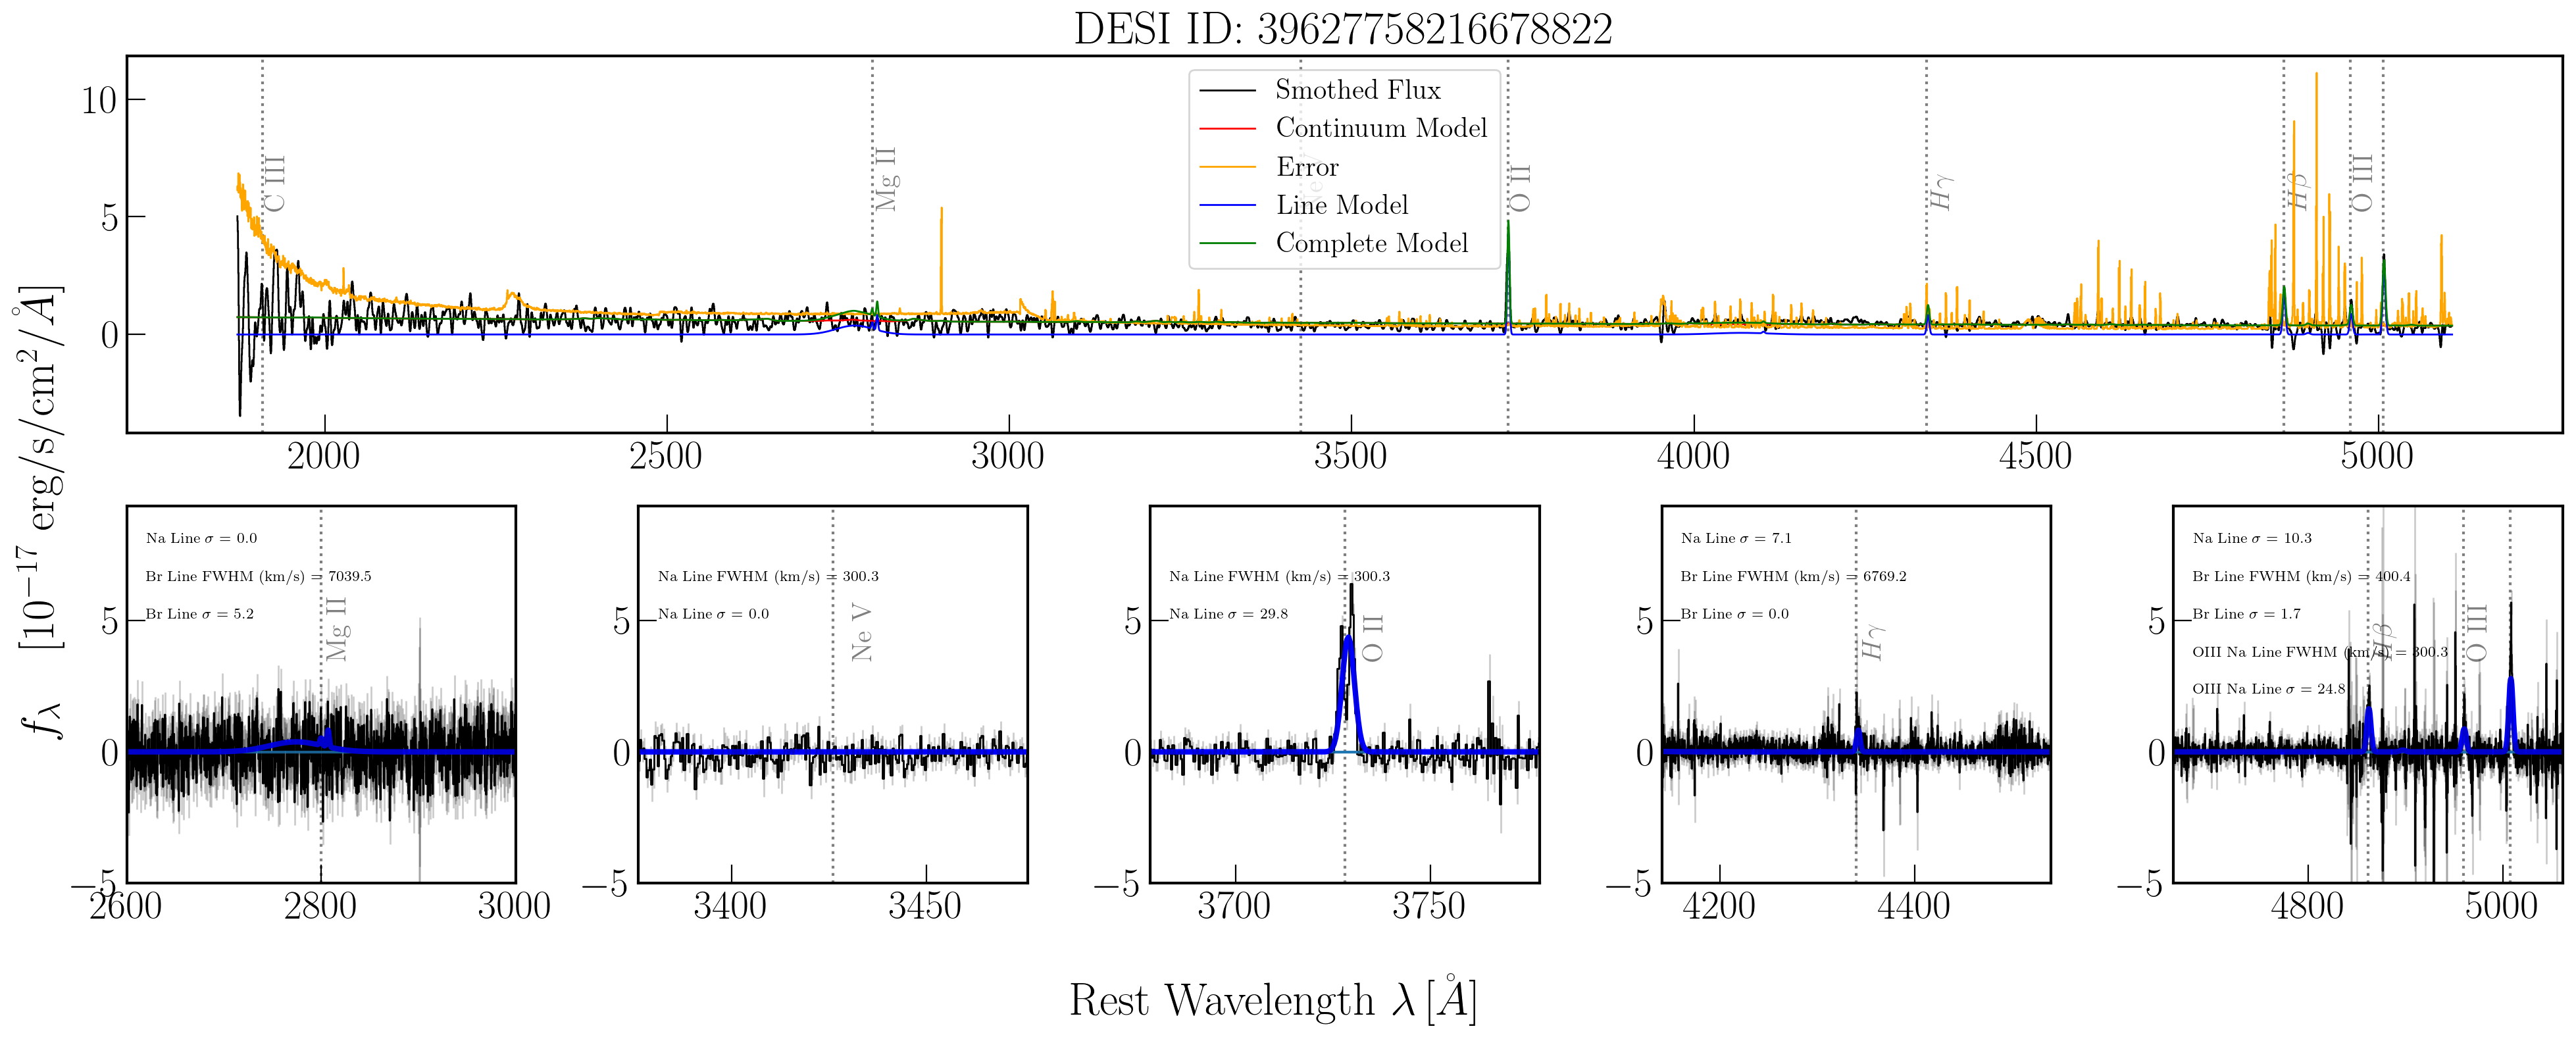 DESI ID: 39627758216678822
Smothed Flux
Continuum Model
Error
Line Model
Complete Model
C III
Mg II
O II
Hγ
Hβ
O III
10
5
0
2000 2500 3000 3500 4000 4500 5000
f_λ [10⁻¹⁷ erg/s/cm²/Å]
Na Line σ = 0.0
Br Line FWHM (km/s) = 7039.5
Br Line σ = 5.2
Mg II
5
0
−5
2600 2800 3000
Na Line FWHM (km/s) = 300.3
Na Line σ = 0.0
Ne V
5
0
−5
3400 3450
Na Line FWHM (km/s) = 300.3
Na Line σ = 29.8
O II
5
0
−5
3700 3750
Na Line σ = 7.1
Br Line FWHM (km/s) = 6769.2
Br Line σ = 0.0
Hγ
5
0
−5
4200 4400
Na Line σ = 10.3
Br Line FWHM (km/s) = 400.4
Br Line σ = 1.7
OIII Na Line FWHM (km/s) = 300.3
OIII Na Line σ = 24.8
Hβ
O III
5
0
−5
4800 5000
Rest Wavelength λ [Å]